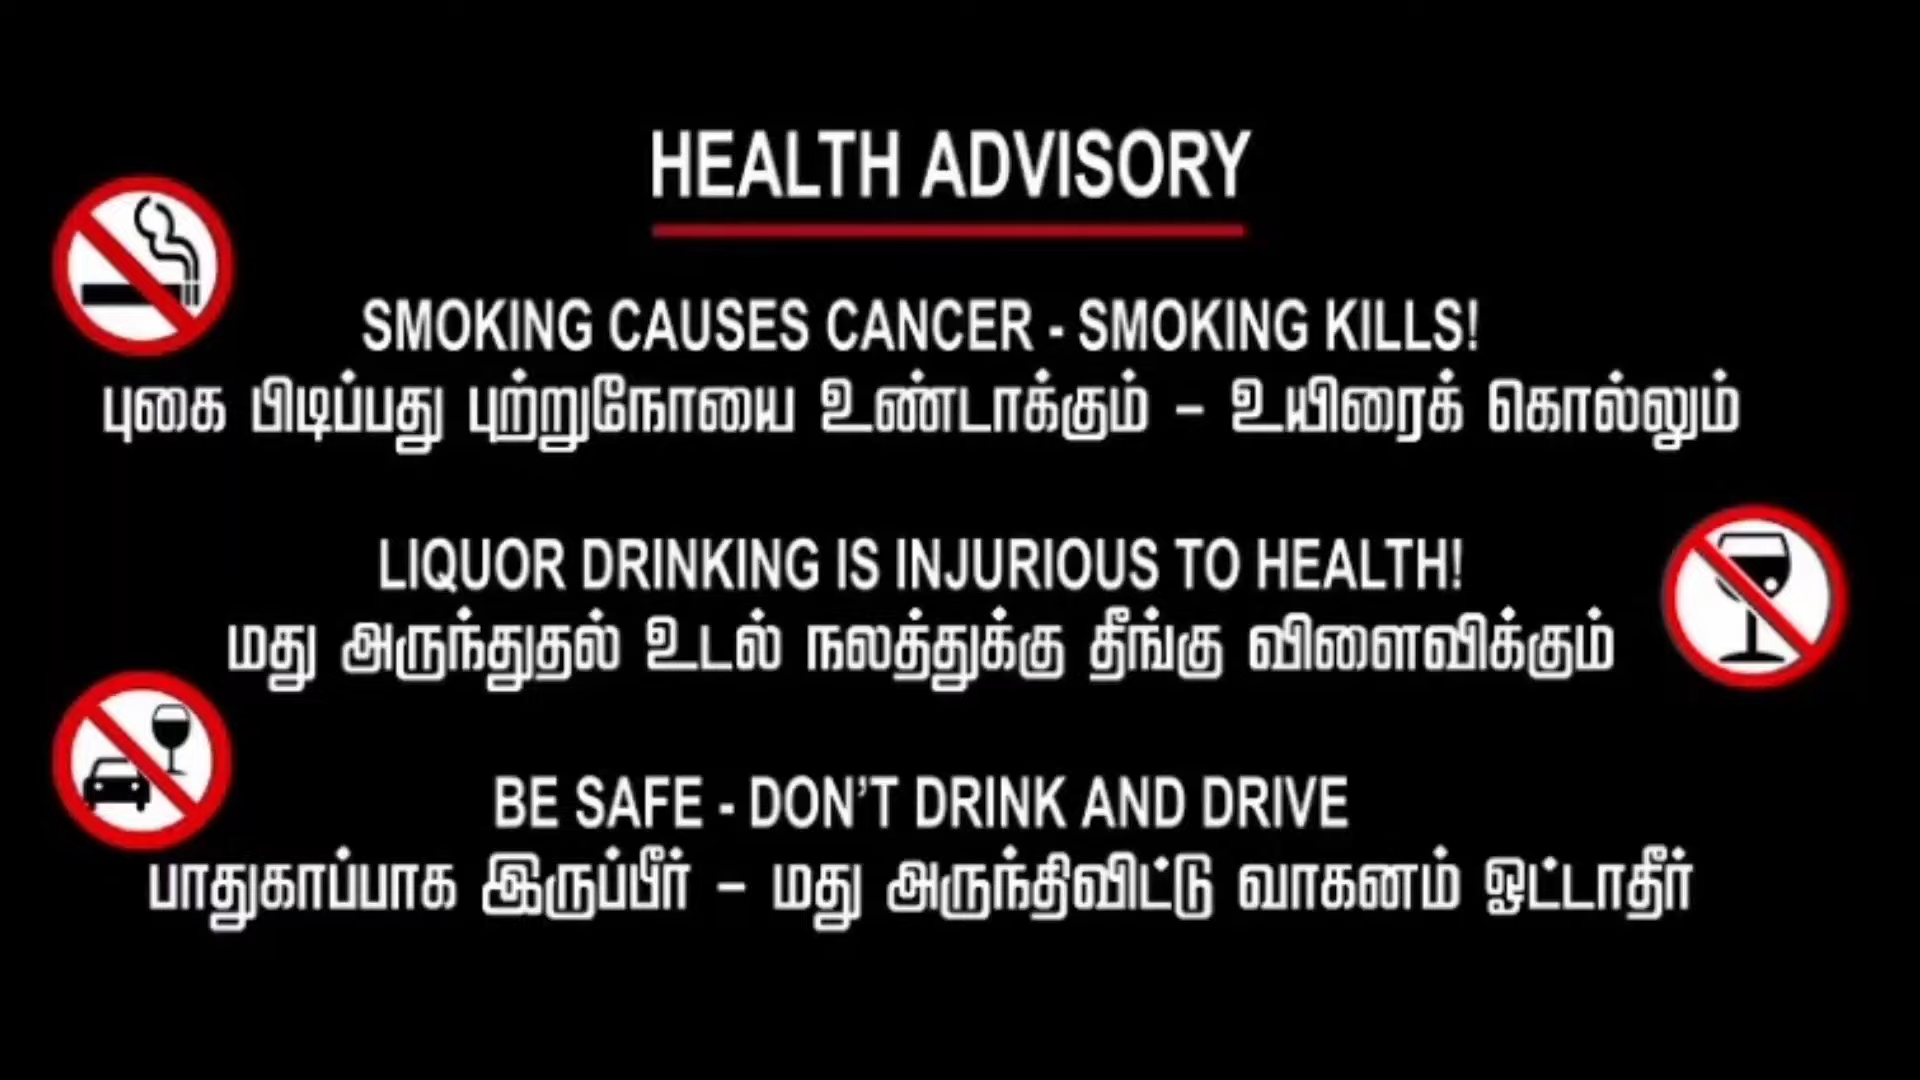 HEALTH ADVISORY
SMOKING CAUSES CANCER - SMOKING KILLS!
புகை பிடிப்பது புற்றுநோயை உண்டாக்கும் – உயிரைக் கொல்லும்
LIQUOR DRINKING IS INJURIOUS TO HEALTH!
மது அருந்துதல் உடல் நலத்துக்கு தீங்கு விளைவிக்கும்
BE SAFE - DON’T DRINK AND DRIVE
பாதுகாப்பாக இருப்பீர் – மது அருந்திவிட்டு வாகனம் ஓட்டாதீர்